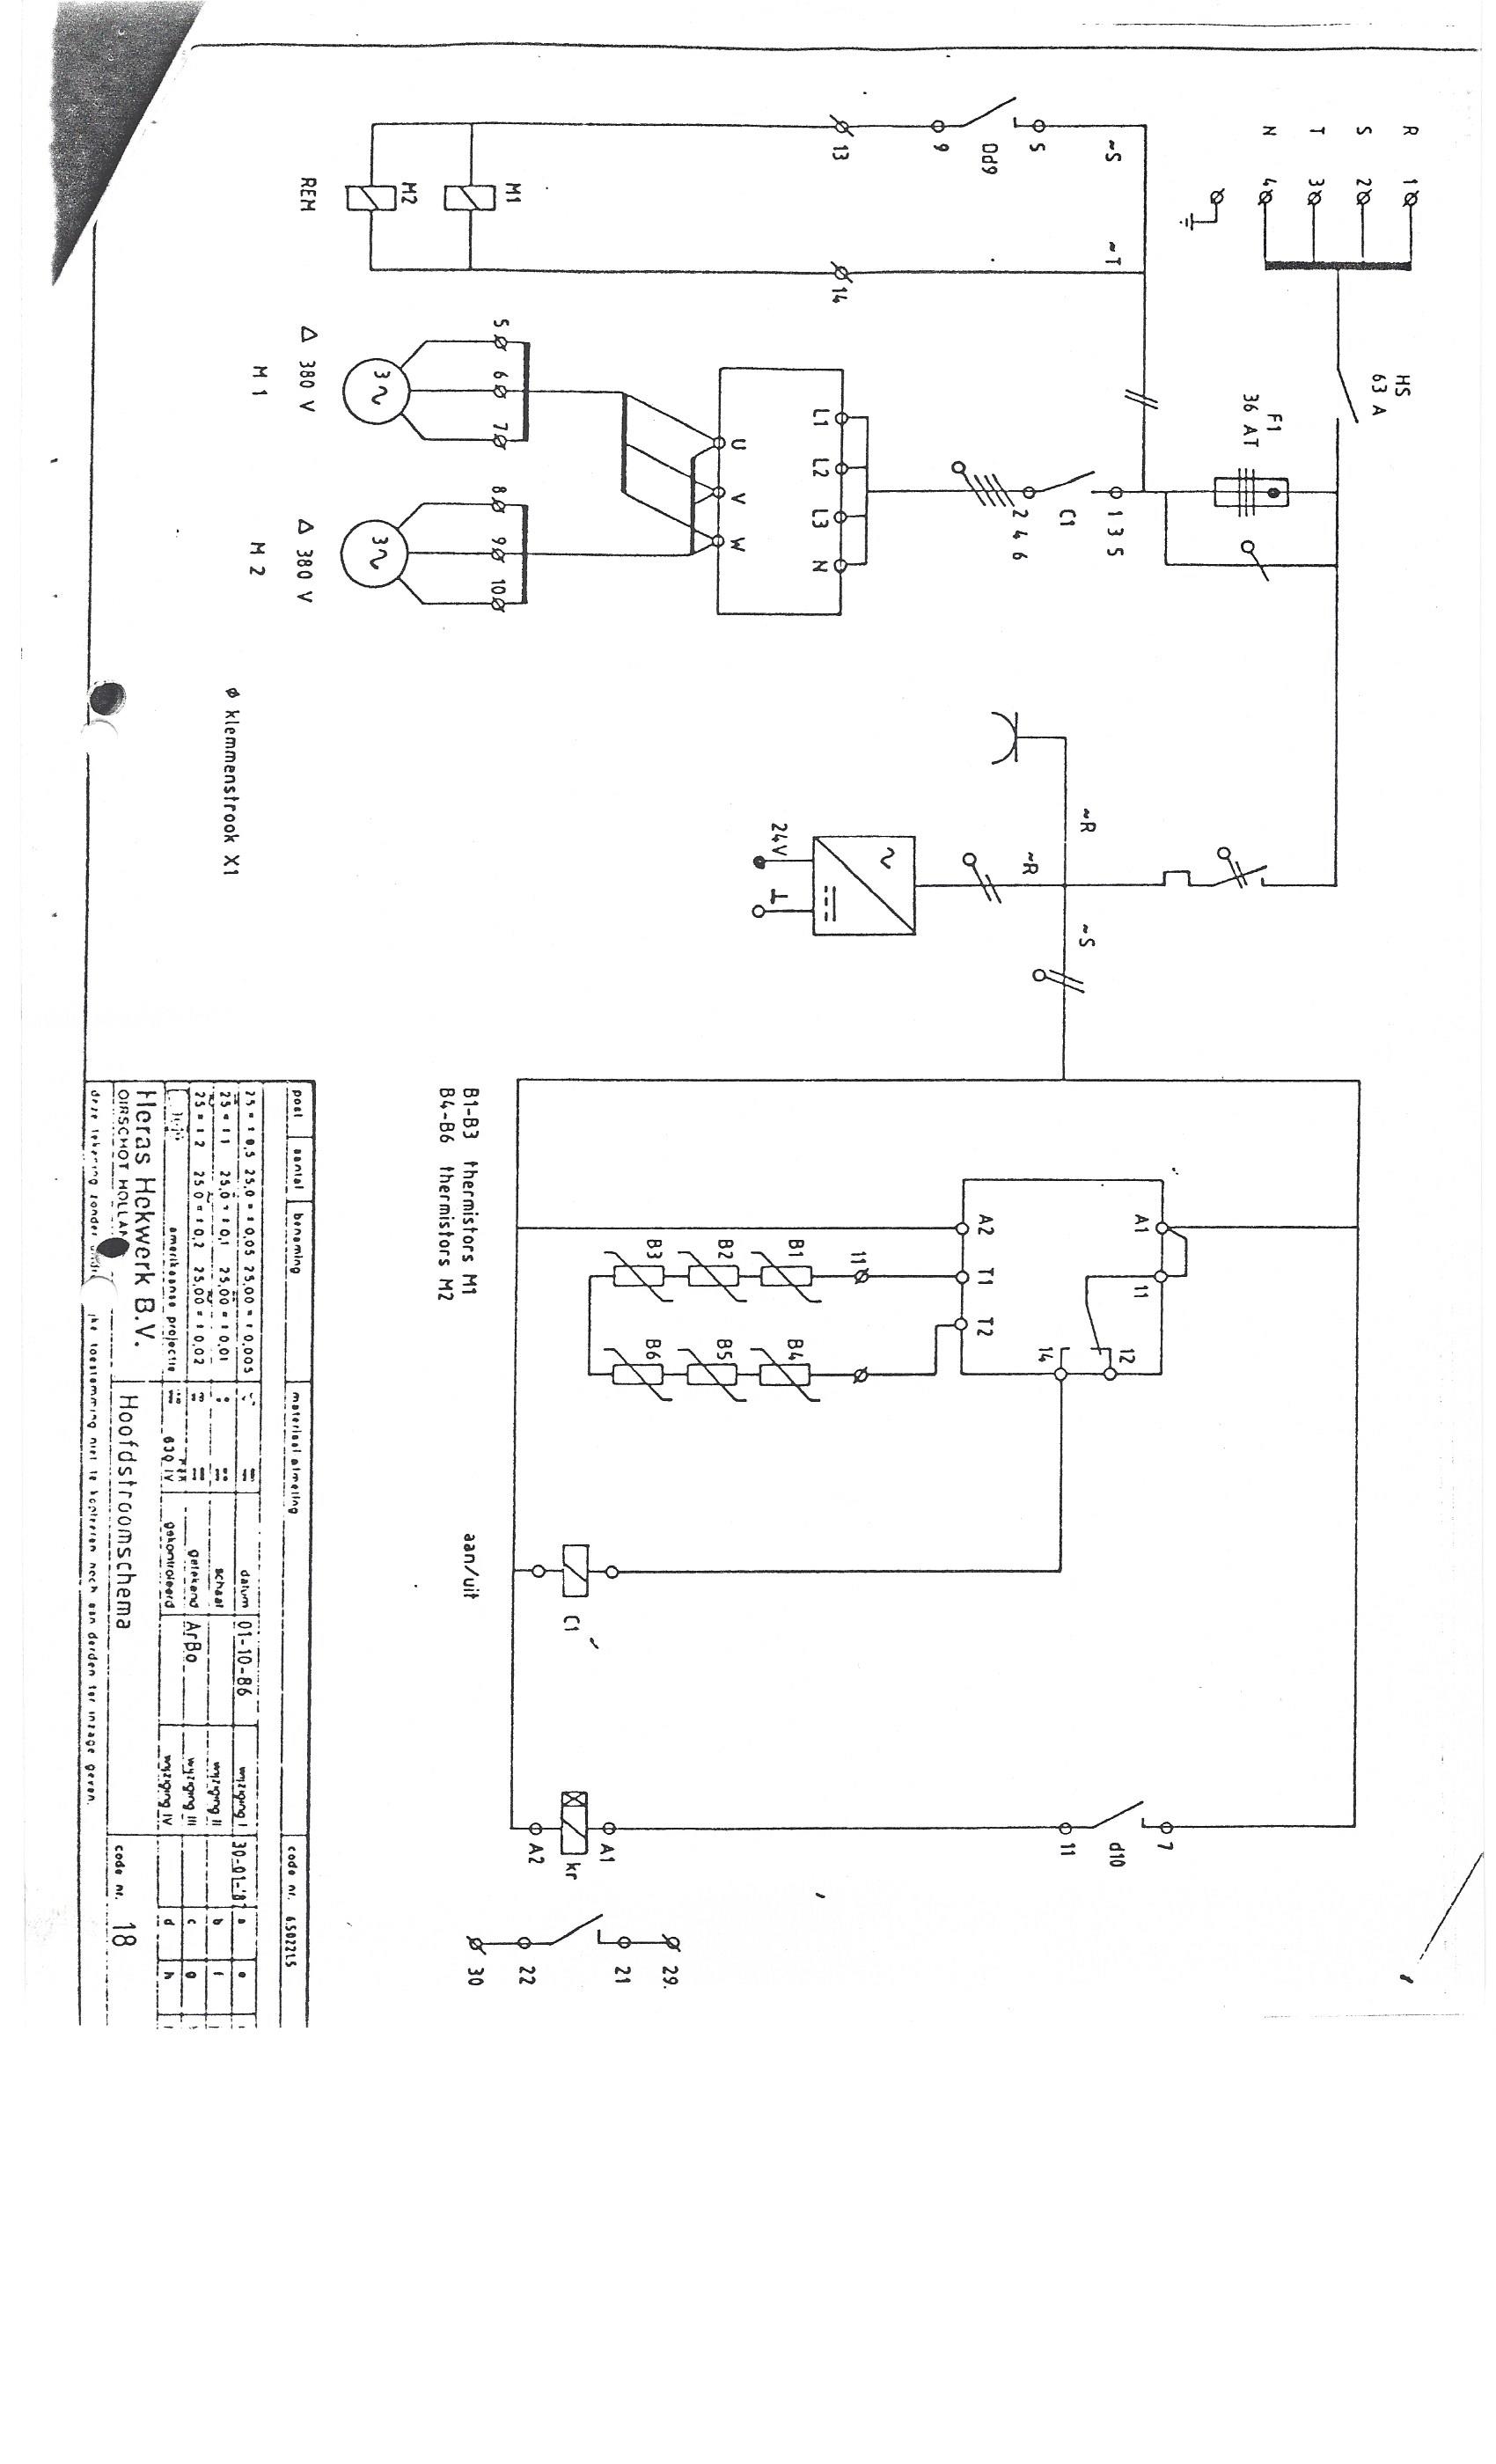 R 1
S 2
T 3
N 4
HS
63 A
F1
36 AT
~S
~T
5
Dd9
9
13
14
M1
M2
REM
1 3 5
C1
2 4 6
L1 L2 L3 N
U V W
5 6 7
8 9 10
3~
3~
Δ 380 V
Δ 380 V
M 1
M 2
ø klemmenstrook X1
~R
~R
~S
~
24V
A1
11
12
14
A2
T1
T2
11
B1
B2
B3
B4
B5
B6
B1-B3 thermistors M1
B4-B6 thermistors M2
C1
aan/uit
7
d10
11
A1
kr
A2
29.
21
22
30
post aantal benaming materiaal afmeting code nr. 650221.5
25 = ± 0,5 25,0 = ± 0,05 25,00 = ± 0,005
25 = ± 1 25,0 = ± 0,1 25,00 = ± 0,01
25 = ± 2 25,0 = ± 0,2 25,00 = ± 0,02
amerikaanse projectie
datum 01-10-86 wijziging I 30-01-87 a e
schaal wijziging II b f
getekend ArBo wijziging III c g
gekontroleerd wijziging IV d h
Heras Hekwerk B.V.
OIRSCHOT
Hoofdstroomschema
code nr. 18
deze tekening zonder toestemming niet te kopieeren noch aan derden ter inzage geven.